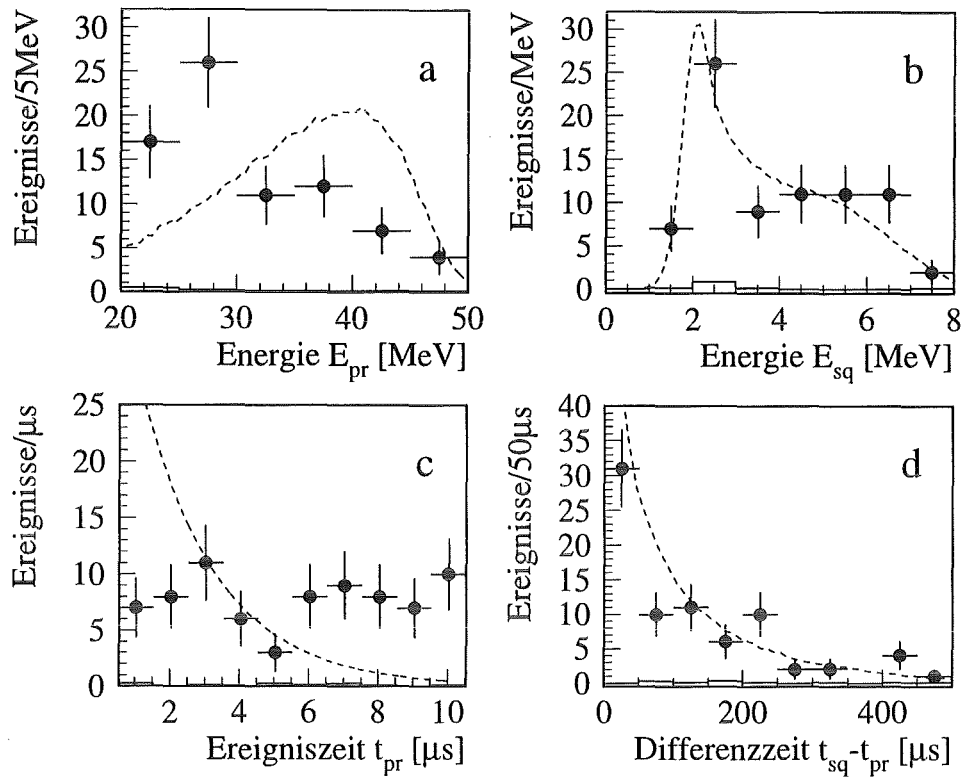 Ereignisse/5MeV
30
25
20
15
10
5
0
a
20 30 40 50
Energie E_pr [MeV]
Ereignisse/MeV
30
25
20
15
10
5
0
b
0 2 4 6 8
Energie E_sq [MeV]
Ereignisse/µs
25
20
15
10
5
0
c
2 4 6 8 10
Ereigniszeit t_pr [µs]
Ereignisse/50µs
40
35
30
25
20
15
10
5
0
d
0 200 400
Differenzzeit t_sq-t_pr [µs]